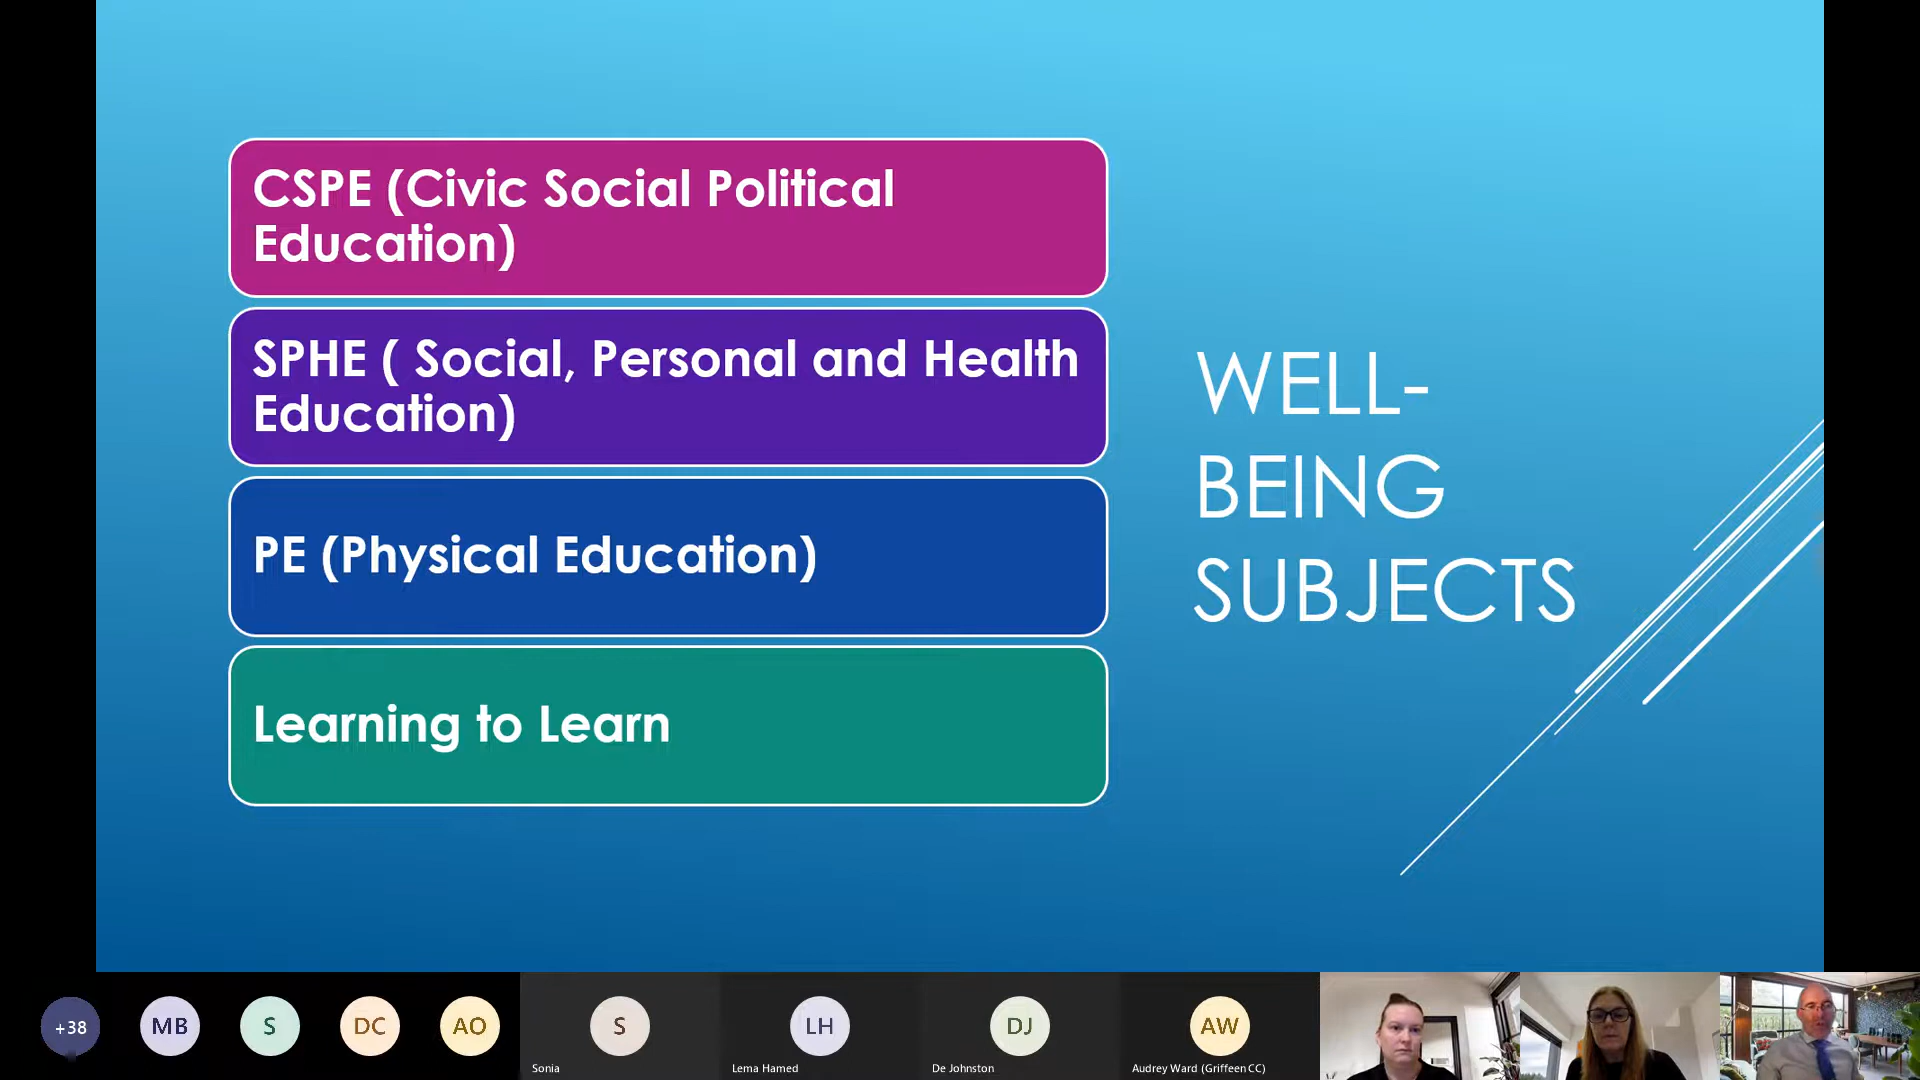 CSPE (Civic Social Political
Education)
SPHE ( Social, Personal and Health
Education)
PE (Physical Education)
Learning to Learn
WELL-
BEING
SUBJECTS
+38
MB
S
DC
AO
S
Sonia
LH
Lema Hamed
DJ
De Johnston
AW
Audrey Ward (Griffeen CC)